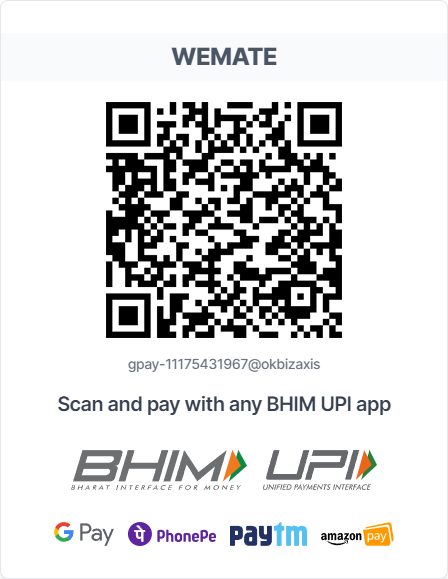 WEMATE
gpay-11175431967@okbizaxis
Scan and pay with any BHIM UPI app
BHIM UPI
BHARAT INTERFACE FOR MONEY UNIFIED PAYMENTS INTERFACE
G Pay PhonePe paytm amazon pay